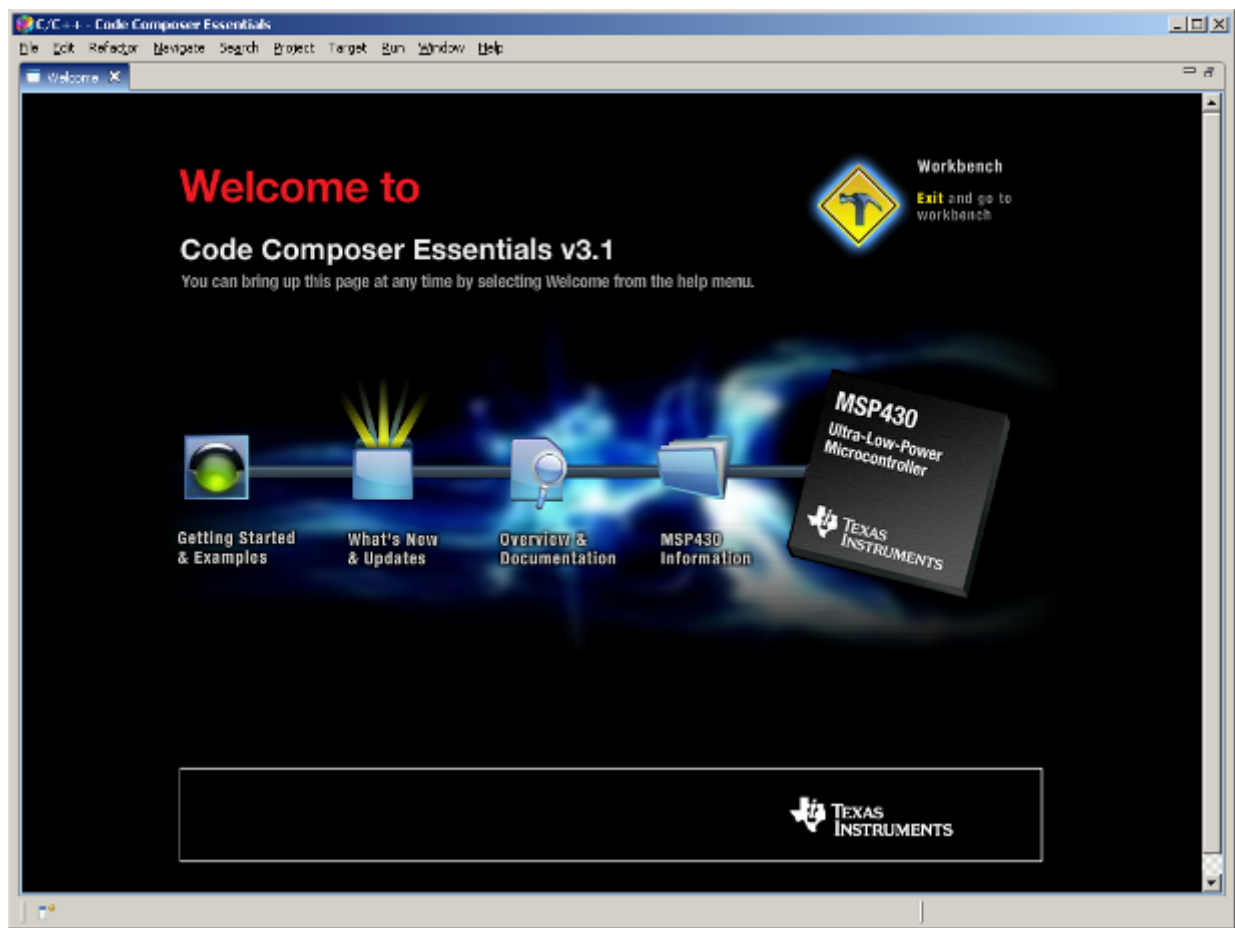 C/C++ - Code Composer Essentials
File Edit Refactor Navigate Search Project Target Run Window Help
Welcome
Welcome to
Code Composer Essentials v3.1
You can bring up this page at any time by selecting Welcome from the help menu.
Workbench
Exit and go to
workbench
Getting Started
& Examples
What's New
& Updates
Overview &
Documentation
MSP430
Information
MSP430
Ultra-Low-Power
Microcontroller
TEXAS
INSTRUMENTS
TEXAS
INSTRUMENTS